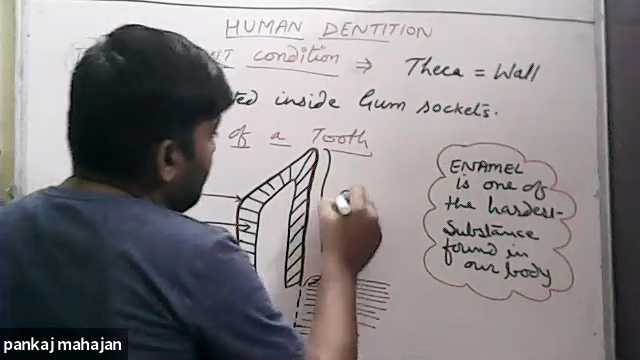 HUMAN DENTITION
condition ⇒ Theca = Wall
inside Gum sockets.
of a Tooth
ENAMEL
is one of
the hardest
substance
found in
our body
pankaj mahajan